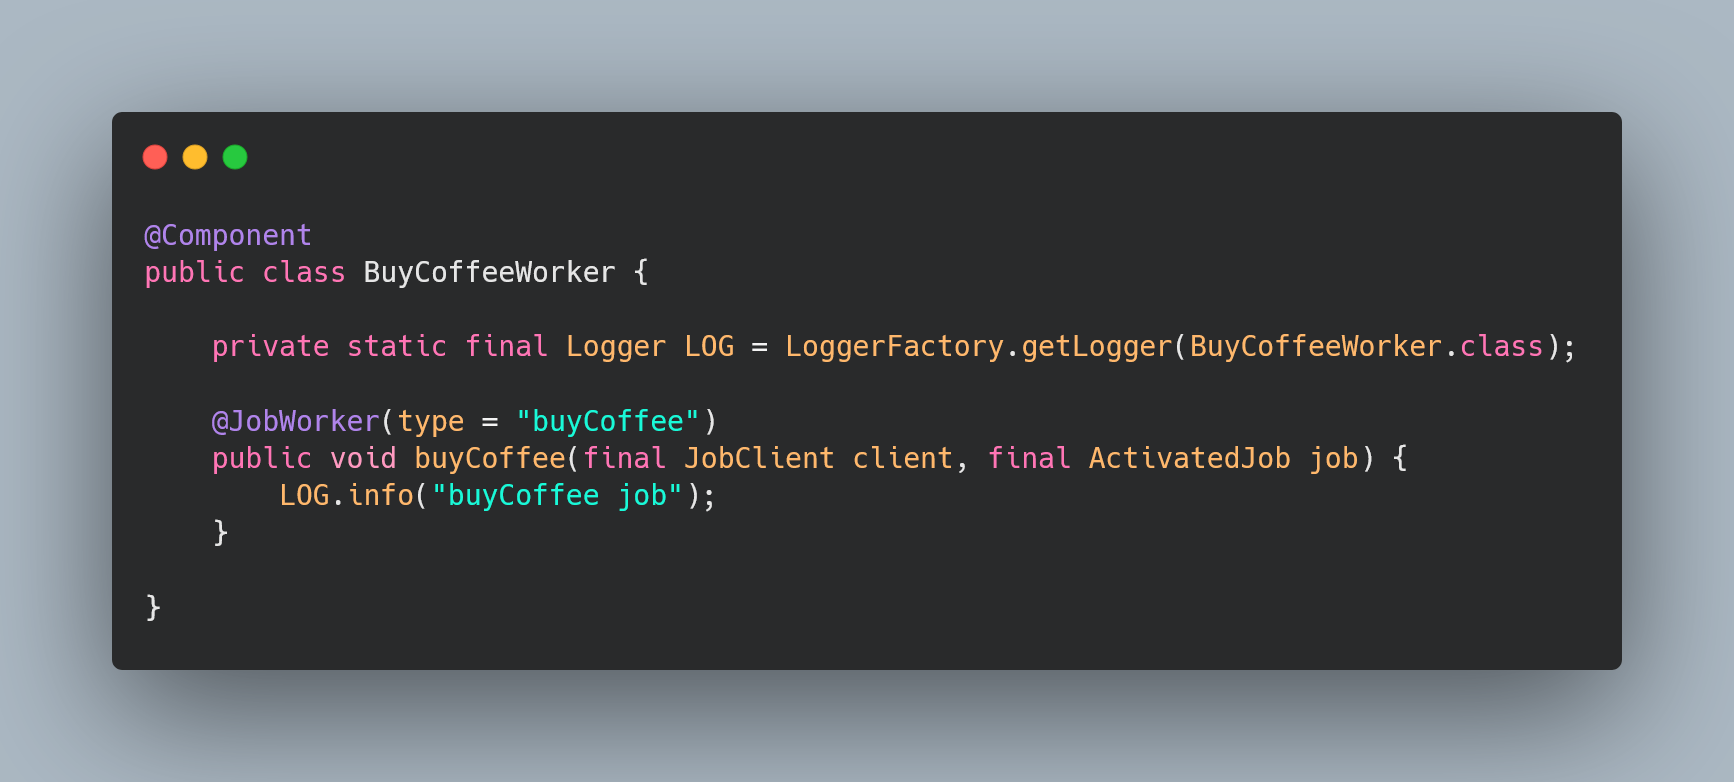 @Component
public class BuyCoffeeWorker {
    private static final Logger LOG = LoggerFactory.getLogger(BuyCoffeeWorker.class);
    @JobWorker(type = "buyCoffee")
    public void buyCoffee(final JobClient client, final ActivatedJob job) {
        LOG.info("buyCoffee job");
    }
}